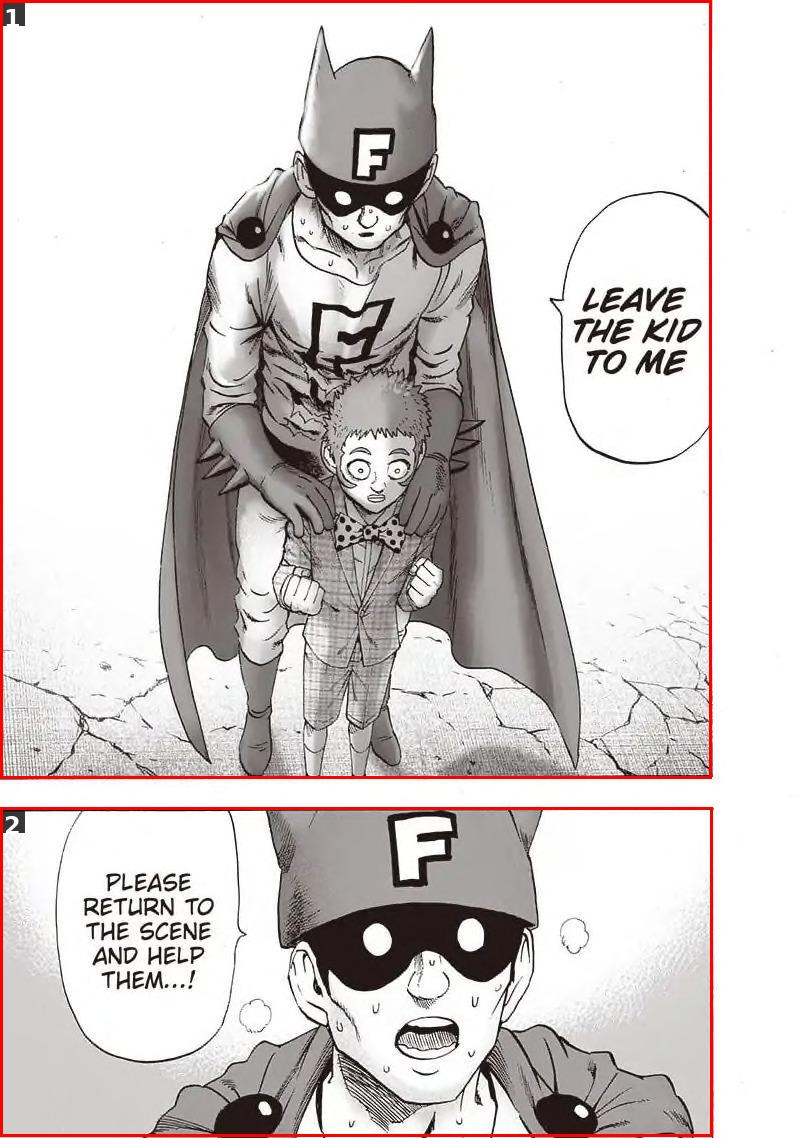 1
F
F
LEAVE
THE KID
TO ME
2
F
PLEASE
RETURN TO
THE SCENE
AND HELP
THEM...!